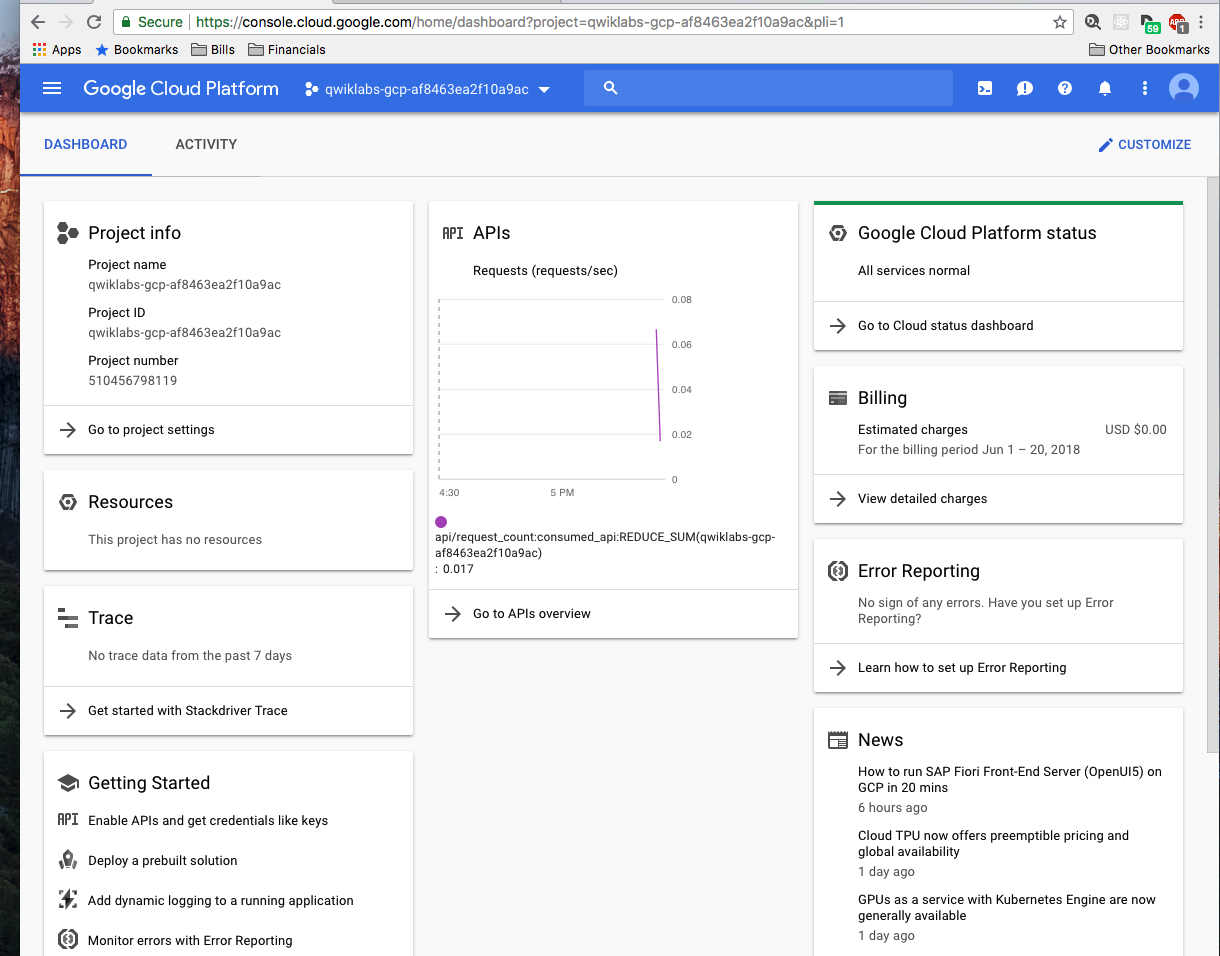 Secure
https://console.cloud.google.com/home/dashboard?project=qwiklabs-gcp-af8463ea2f10a9ac&pli=1
59
1
Apps
Bookmarks
Bills
Financials
Other Bookmarks
Google Cloud Platform
qwiklabs-gcp-af8463ea2f10a9ac
DASHBOARD
ACTIVITY
CUSTOMIZE
Project info
Project name
qwiklabs-gcp-af8463ea2f10a9ac
Project ID
qwiklabs-gcp-af8463ea2f10a9ac
Project number
510456798119
Go to project settings
Resources
This project has no resources
Trace
No trace data from the past 7 days
Get started with Stackdriver Trace
Getting Started
API Enable APIs and get credentials like keys
Deploy a prebuilt solution
Add dynamic logging to a running application
Monitor errors with Error Reporting
API APIs
Requests (requests/sec)
0.08
0.06
0.04
0.02
0
4:30
5 PM
api/request_count:consumed_api:REDUCE_SUM(qwiklabs-gcp-
af8463ea2f10a9ac)
: 0.017
Go to APIs overview
Google Cloud Platform status
All services normal
Go to Cloud status dashboard
Billing
Estimated charges USD $0.00
For the billing period Jun 1 – 20, 2018
View detailed charges
Error Reporting
No sign of any errors. Have you set up Error
Reporting?
Learn how to set up Error Reporting
News
How to run SAP Fiori Front-End Server (OpenUI5) on
GCP in 20 mins
6 hours ago
Cloud TPU now offers preemptible pricing and
global availability
1 day ago
GPUs as a service with Kubernetes Engine are now
generally available
1 day ago